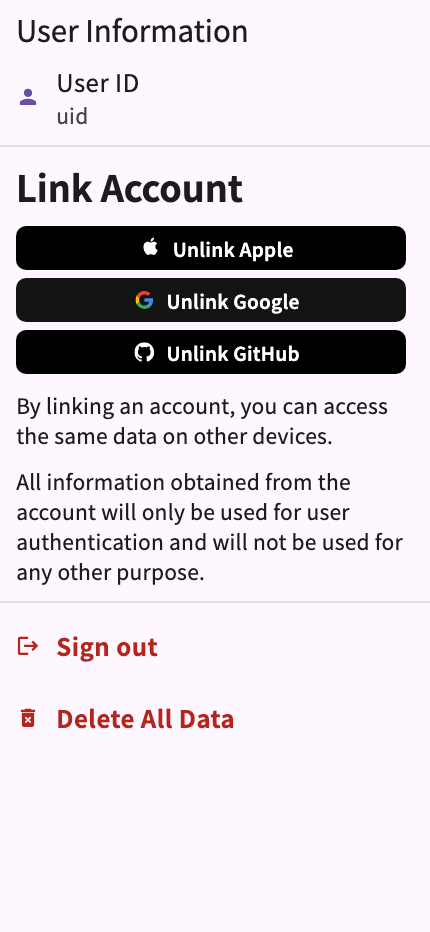 User Information
User ID
uid
Link Account
Unlink Apple
Unlink Google
Unlink GitHub
By linking an account, you can access
the same data on other devices.
All information obtained from the
account will only be used for user
authentication and will not be used for
any other purpose.
Sign out
Delete All Data